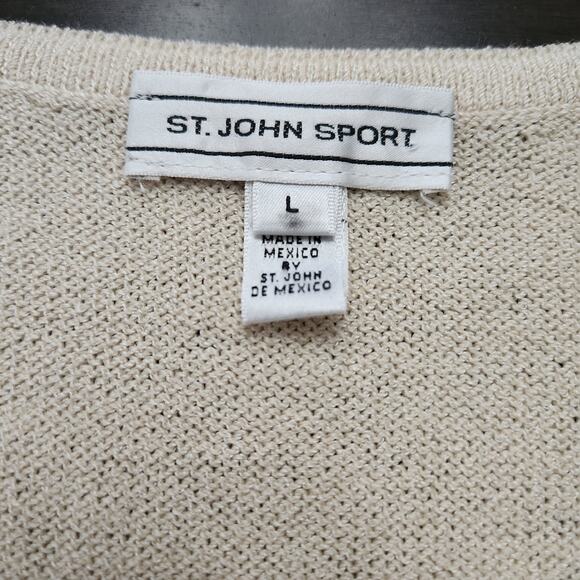 ST. JOHN SPORT
L
MADE IN
MEXICO
BY
ST. JOHN
DE MEXICO